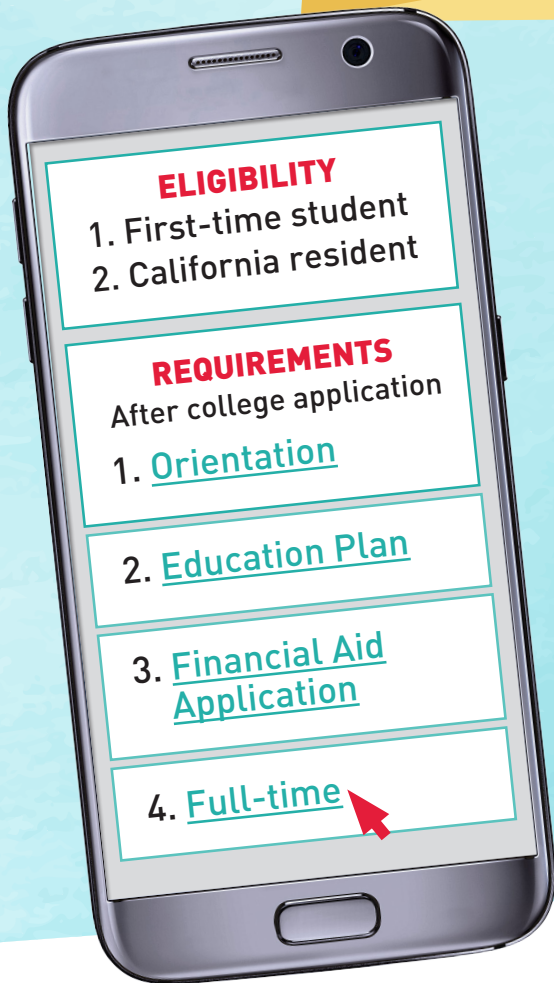 ELIGIBILITY
1. First-time student
2. California resident
REQUIREMENTS
After college application
1. Orientation
2. Education Plan
3. Financial Aid
Application
4. Full-time